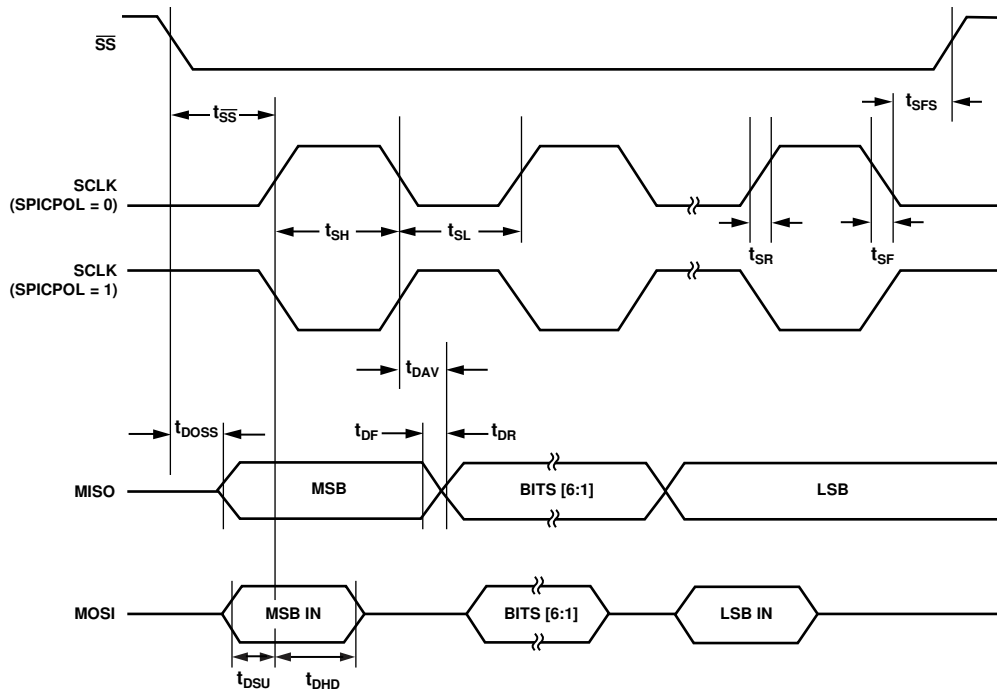 SS
tSS
tSFS
SCLK
(SPICPOL = 0)
tSH
tSL
tSR
tSF
SCLK
(SPICPOL = 1)
tDAV
tDOSS
tDF
tDR
MISO
MSB
BITS [6:1]
LSB
MOSI
MSB IN
BITS [6:1]
LSB IN
tDSU
tDHD